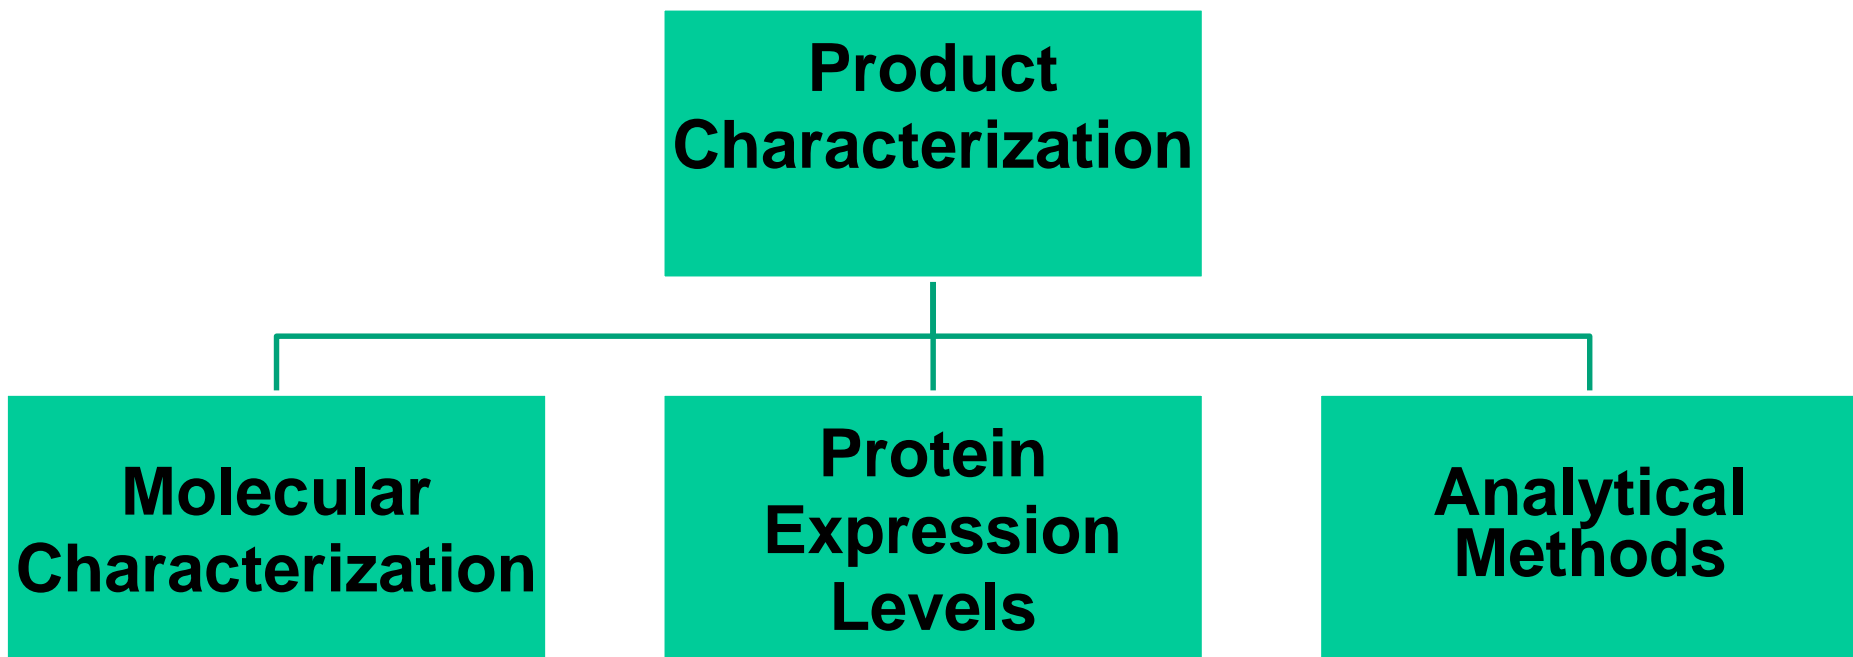 Product
Characterization
Molecular
Characterization
Protein
Expression
Levels
Analytical
Methods